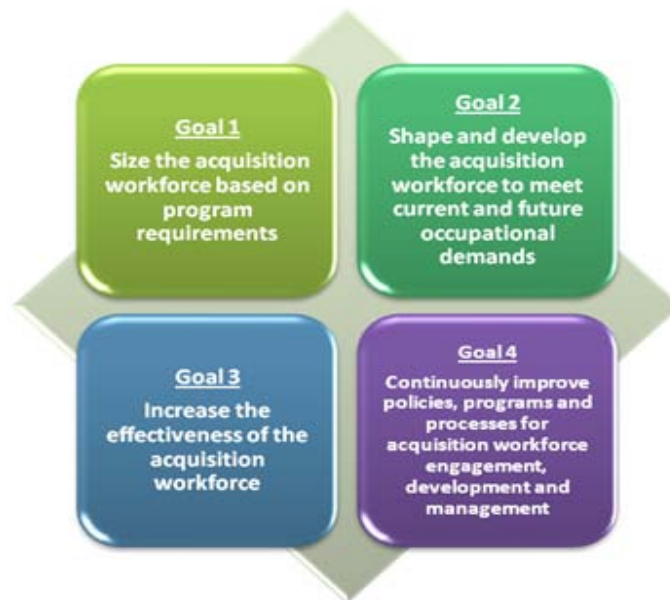 Goal 1
Size the acquisition
workforce based on
program
requirements
Goal 2
Shape and develop
the acquisition
workforce to meet
current and future
occupational
demands
Goal 3
Increase the
effectiveness of the
acquisition
workforce
Goal 4
Continuously improve
policies, programs and
processes for
acquisition workforce
engagement,
development and
management